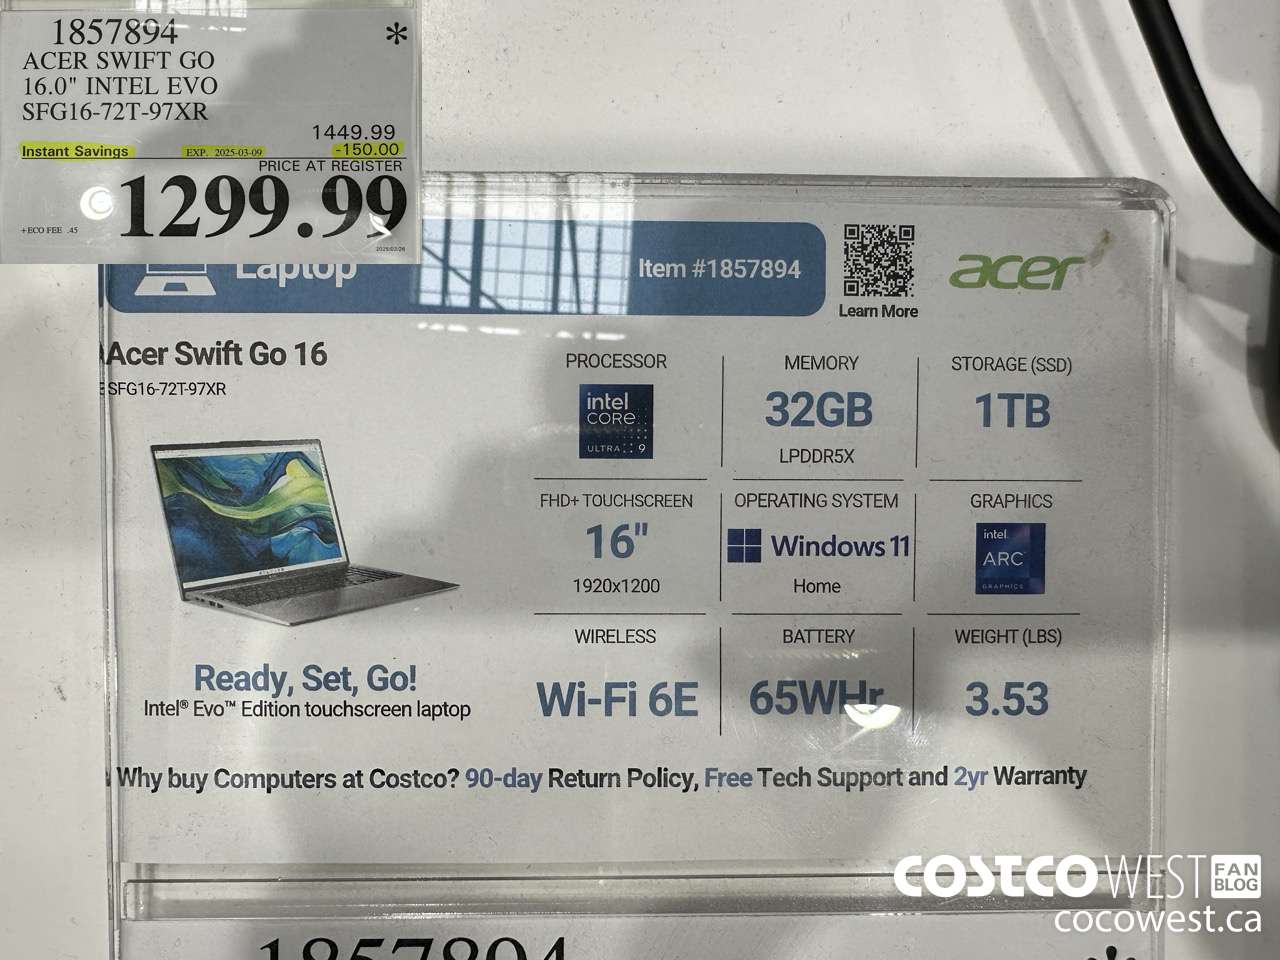 1857894 *
ACER SWIFT GO
16.0" INTEL EVO
SFG16-72T-97XR
1449.99
Instant Savings EXP. 2025-03-09 -150.00
PRICE AT REGISTER
1299.99
+ECO FEE .45
Laptop
Item #1857894
Learn More
acer
Acer Swift Go 16
SFG16-72T-97XR
PROCESSOR
intel
CORE
ULTRA 9
MEMORY
32GB
LPDDR5X
STORAGE (SSD)
1TB
FHD+ TOUCHSCREEN
16"
1920x1200
OPERATING SYSTEM
Windows 11
Home
GRAPHICS
intel
ARC
GRAPHICS
WIRELESS
Wi-Fi 6E
BATTERY
65WHr
WEIGHT (LBS)
3.53
Ready, Set, Go!
Intel® Evo™ Edition touchscreen laptop
Why buy Computers at Costco? 90-day Return Policy, Free Tech Support and 2yr Warranty
COSTCO WEST FAN BLOG
cocowest.ca
1857894 *